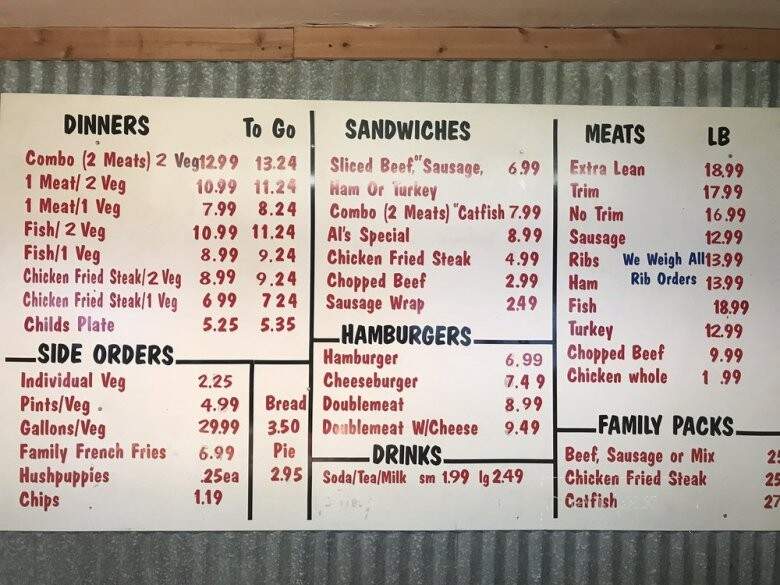 DINNERS To Go
Combo (2 Meats) 2 Veg 12.99 13.24
1 Meat/ 2 Veg 10.99 11.24
1 Meat/1 Veg 7.99 8.24
Fish/ 2 Veg 10.99 11.24
Fish/1 Veg 8.99 9.24
Chicken Fried Steak/2 Veg 8.99 9.24
Chicken Fried Steak/1 Veg 6 99 7 24
Childs Plate 5.25 5.35
SIDE ORDERS
Individual Veg 2.25
Pints/Veg 4.99
Gallons/Veg 29.99
Family French Fries 6.99
Hushpuppies .25ea
Chips 1.19
Bread
3.50
Pie
2.95
SANDWICHES
Sliced Beef,"Sausage, 6.99
Ham Or Turkey
Combo (2 Meats) "Catfish 7.99
Al's Special 8.99
Chicken Fried Steak 4.99
Chopped Beef 2.99
Sausage Wrap 2.49
HAMBURGERS
Hamburger 6.99
Cheeseburger 7.4 9
Doublemeat 8.99
Doublemeat W/Cheese 9.49
DRINKS
Soda/Tea/Milk sm 1.99 lg 2.49
MEATS LB
Extra Lean 18.99
Trim 17.99
No Trim 16.99
Sausage 12.99
Ribs We Weigh All 13.99
Ham Rib Orders 13.99
Fish 18.99
Turkey 12.99
Chopped Beef 9.99
Chicken whole 1 .99
FAMILY PACKS
Beef, Sausage or Mix
Chicken Fried Steak
Catfish